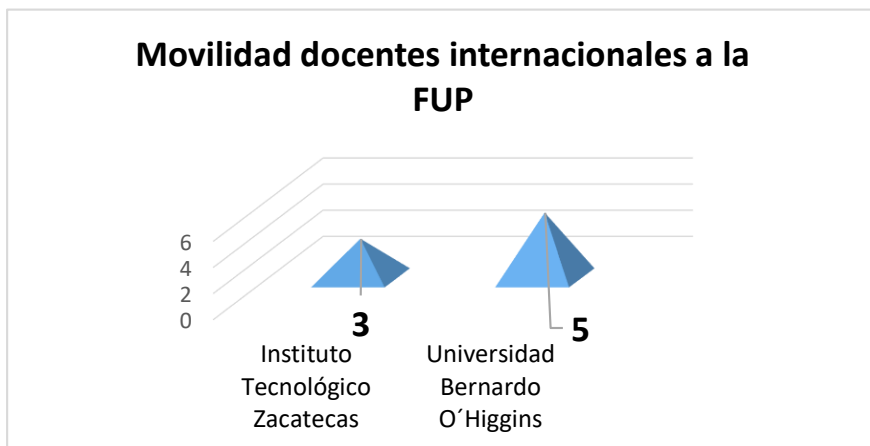 Movilidad docentes internacionales a la
FUP
6
4
2
0
3
5
Instituto
Tecnológico
Zacatecas
Universidad
Bernardo
O´Higgins